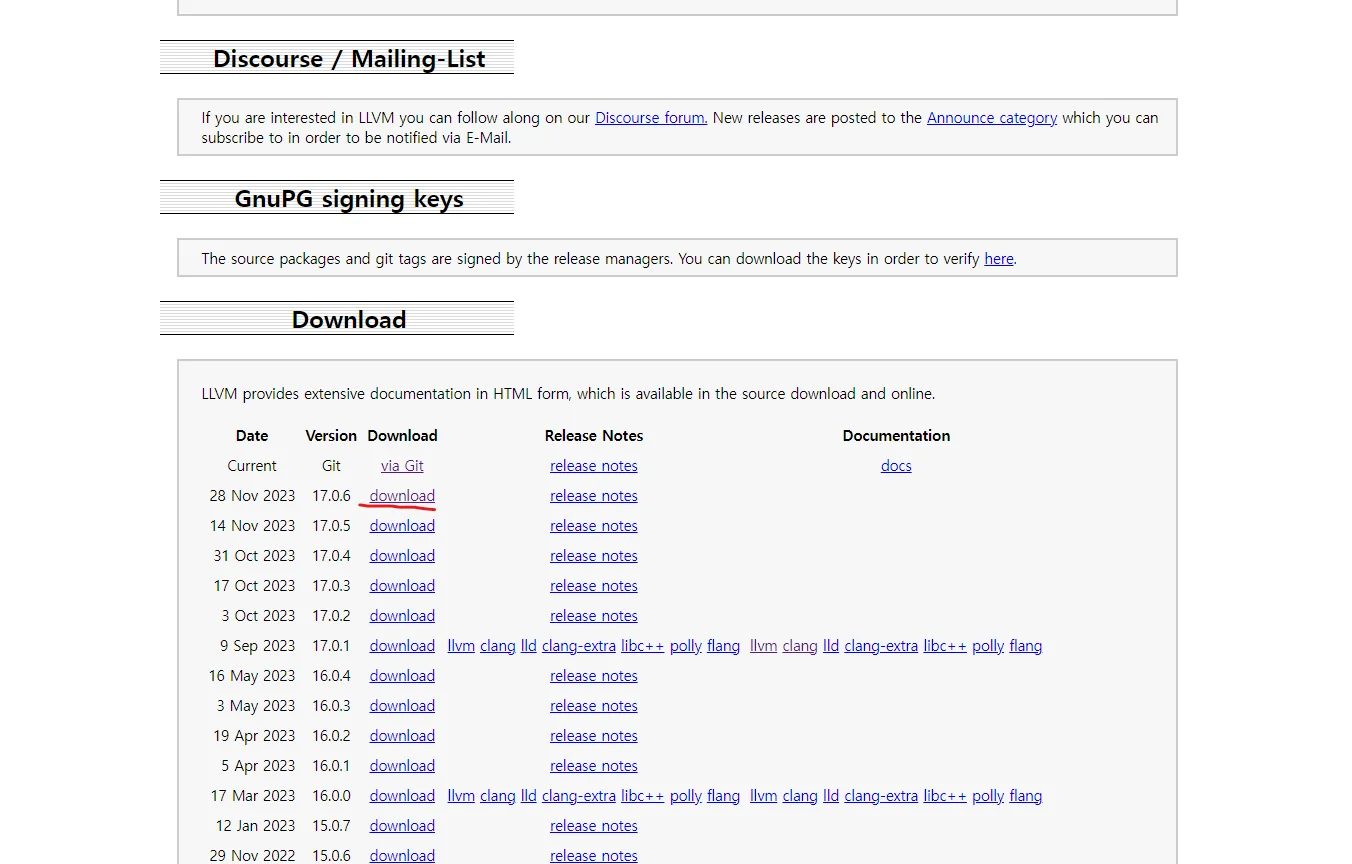 Discourse / Mailing-List
If you are interested in LLVM you can follow along on our Discourse forum. New releases are posted to the Announce category which you can
subscribe to in order to be notified via E-Mail.
GnuPG signing keys
The source packages and git tags are signed by the release managers. You can download the keys in order to verify here.
Download
LLVM provides extensive documentation in HTML form, which is available in the source download and online.
Date Version Download Release Notes Documentation
Current Git via Git release notes docs
28 Nov 2023 17.0.6 download release notes
14 Nov 2023 17.0.5 download release notes
31 Oct 2023 17.0.4 download release notes
17 Oct 2023 17.0.3 download release notes
3 Oct 2023 17.0.2 download release notes
9 Sep 2023 17.0.1 download llvm clang lld clang-extra libc++ polly flang llvm clang lld clang-extra libc++ polly flang
16 May 2023 16.0.4 download release notes
3 May 2023 16.0.3 download release notes
19 Apr 2023 16.0.2 download release notes
5 Apr 2023 16.0.1 download release notes
17 Mar 2023 16.0.0 download llvm clang lld clang-extra libc++ polly flang llvm clang lld clang-extra libc++ polly flang
12 Jan 2023 15.0.7 download release notes
29 Nov 2022 15.0.6 download release notes